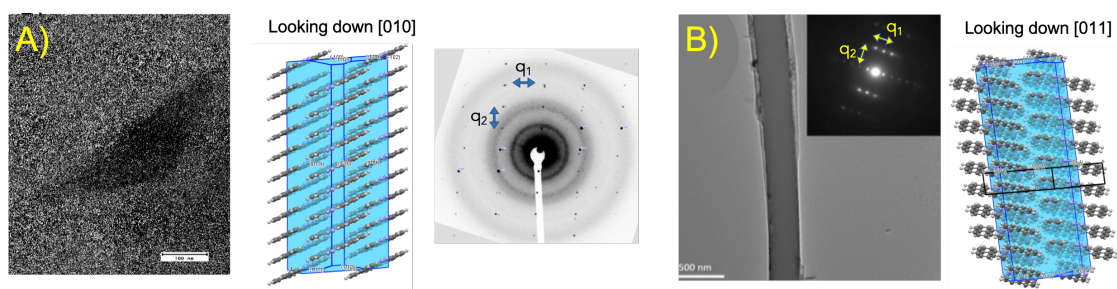 A)
100 nm
Looking down [010]
q1
q2
B)
500 nm
q1
q2
Looking down [011]